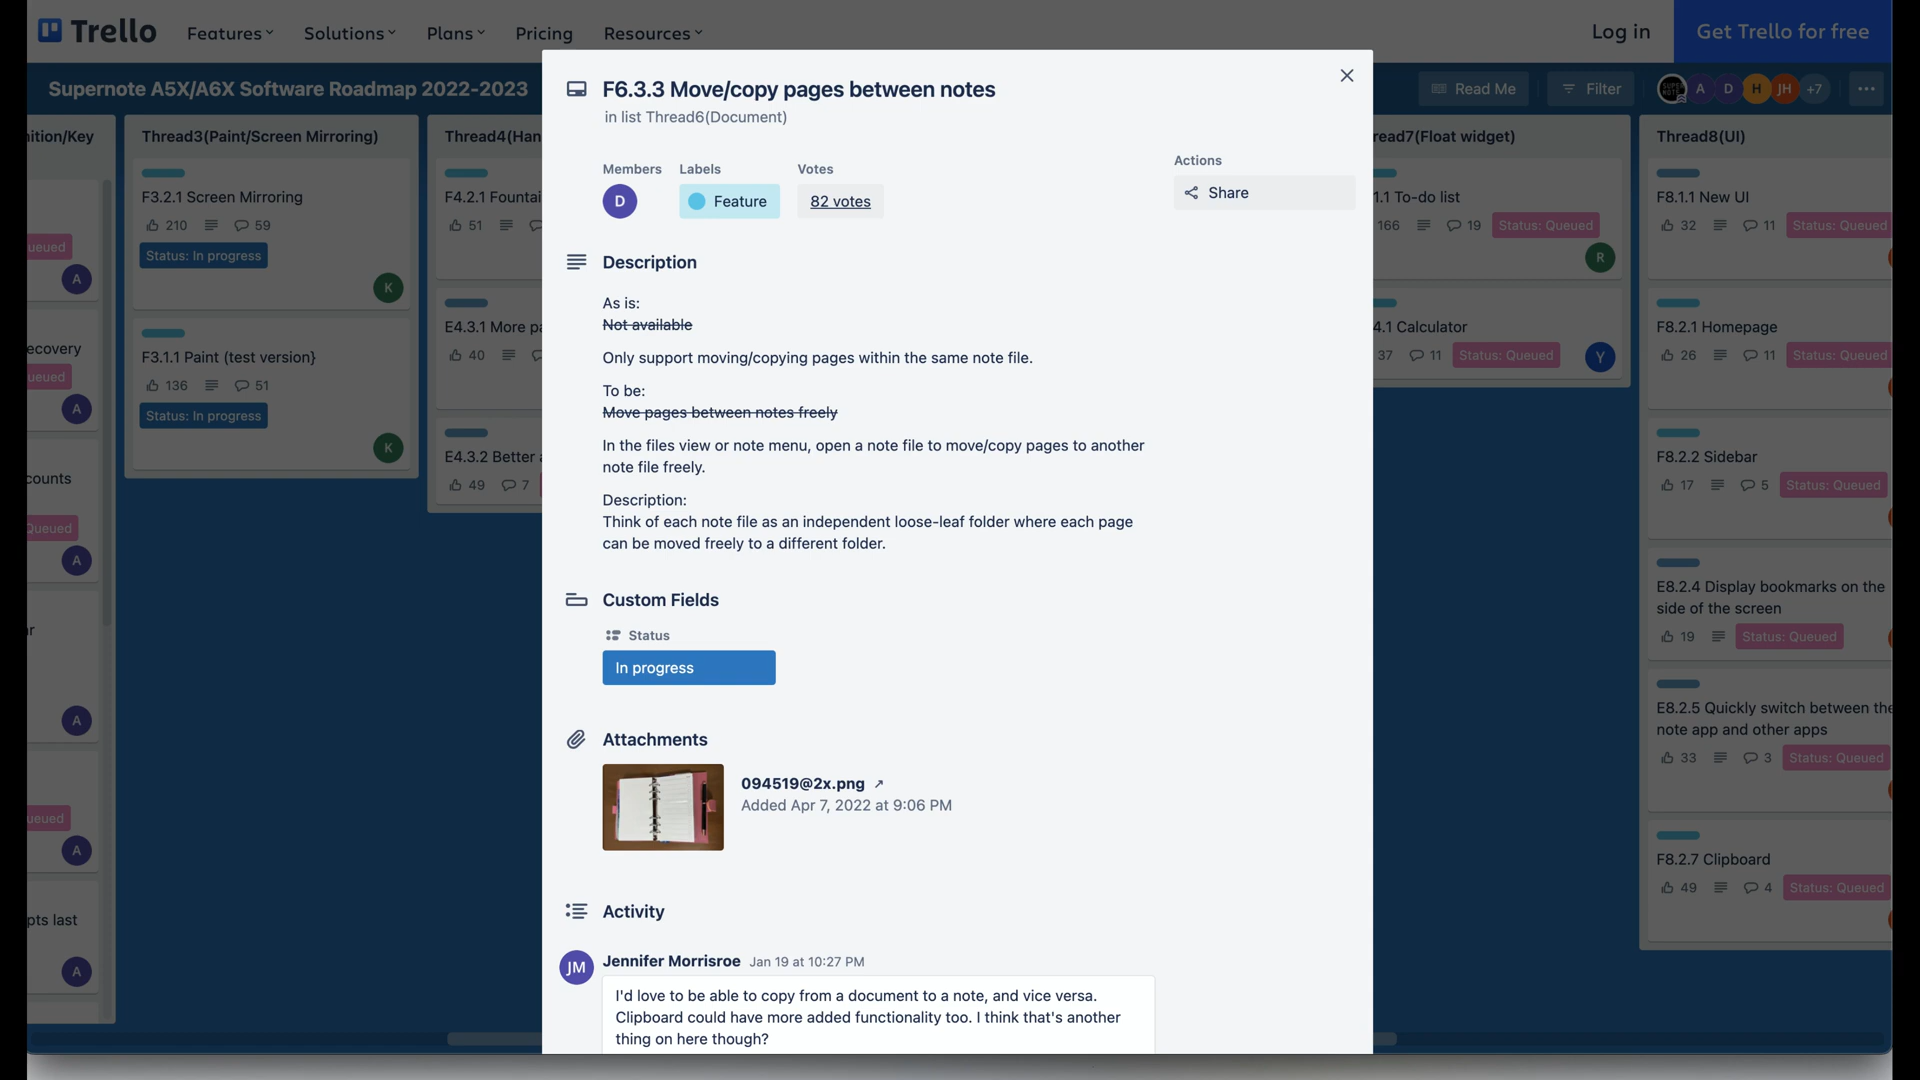 Trello
Features
Solutions
Plans
Pricing
Resources
Log in
Get Trello for free
Supernote A5X/A6X Software Roadmap 2022-2023
Read Me
Filter
A
D
H
JH
+7
ition/Key
ueued
A
ecovery
ueued
A
counts
Queued
A
ar
A
ueued
A
pts last
A
Thread3(Paint/Screen Mirroring)
F3.2.1 Screen Mirroring
210
59
Status: In progress
K
F3.1.1 Paint (test version}
136
51
Status: In progress
K
Thread4(Han
F4.2.1 Fountai
51
E4.3.1 More pa
40
E4.3.2 Better a
49
7
F6.3.3 Move/copy pages between notes
in list Thread6(Document)
Members
Labels
Votes
D
Feature
82 votes
Actions
Share
Description
As is:
Not available
Only support moving/copying pages within the same note file.
To be:
Move pages between notes freely
In the files view or note menu, open a note file to move/copy pages to another
note file freely.
Description:
Think of each note file as an independent loose-leaf folder where each page
can be moved freely to a different folder.
Custom Fields
Status
In progress
Attachments
094519@2x.png
Added Apr 7, 2022 at 9:06 PM
Activity
JM
Jennifer Morrisroe Jan 19 at 10:27 PM
I'd love to be able to copy from a document to a note, and vice versa.
Clipboard could have more added functionality too. I think that's another
thing on here though?
read7(Float widget)
1.1 To-do list
166
19
Status: Queued
R
4.1 Calculator
37
11
Status: Queued
Y
Thread8(UI)
F8.1.1 New UI
32
11
Status: Queued
F8.2.1 Homepage
26
11
Status: Queued
F8.2.2 Sidebar
17
5
Status: Queued
E8.2.4 Display bookmarks on the
side of the screen
19
Status: Queued
E8.2.5 Quickly switch between the
note app and other apps
33
3
Status: Queued
F8.2.7 Clipboard
49
4
Status: Queued